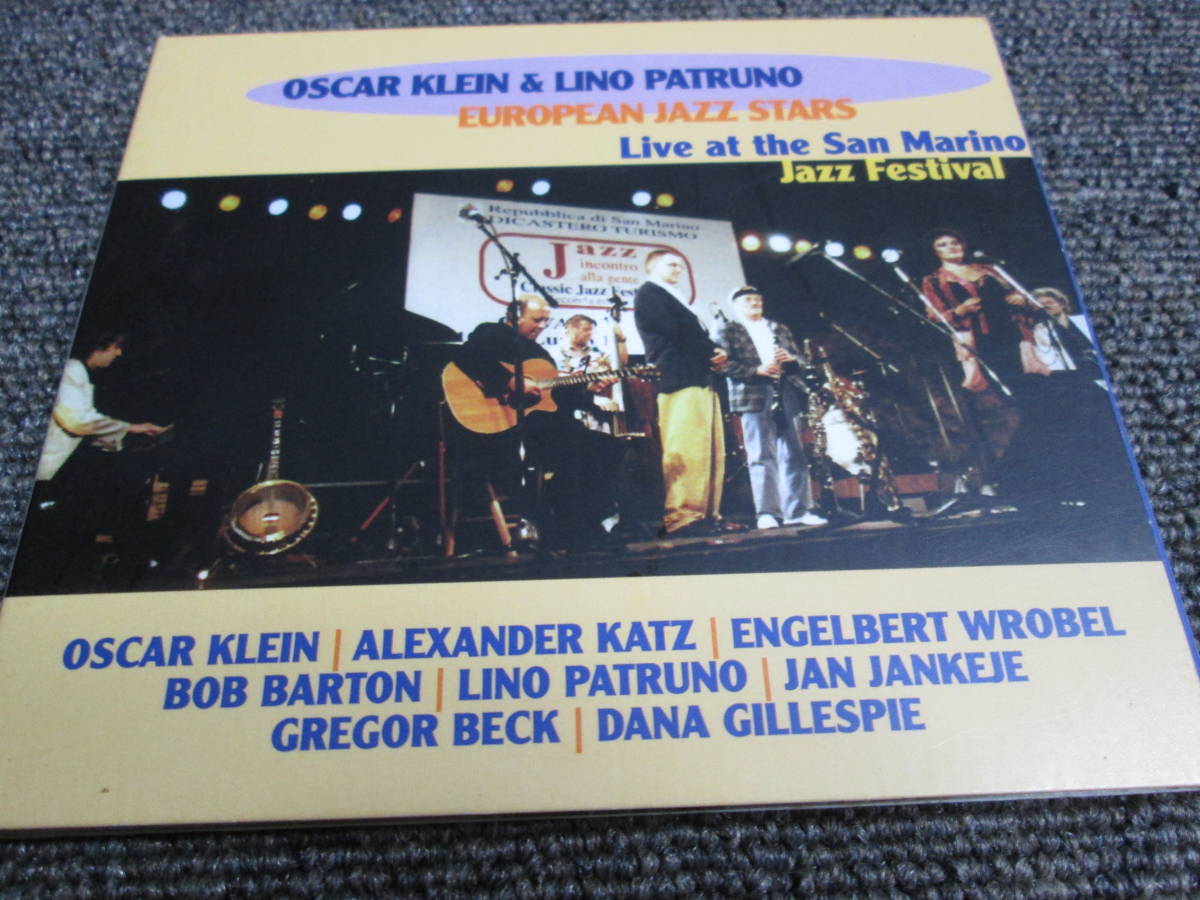 OSCAR KLEIN & LINO PATRUNO
EUROPEAN JAZZ STARS
Live at the San Marino
Jazz Festival
Repubblica di San Marino
DICASTERO TURISMO
Jazz
incontro
alla gente
Classic Jazz
OSCAR KLEIN | ALEXANDER KATZ | ENGELBERT WROBEL
BOB BARTON | LINO PATRUNO | JAN JANKEJE
GREGOR BECK | DANA GILLESPIE